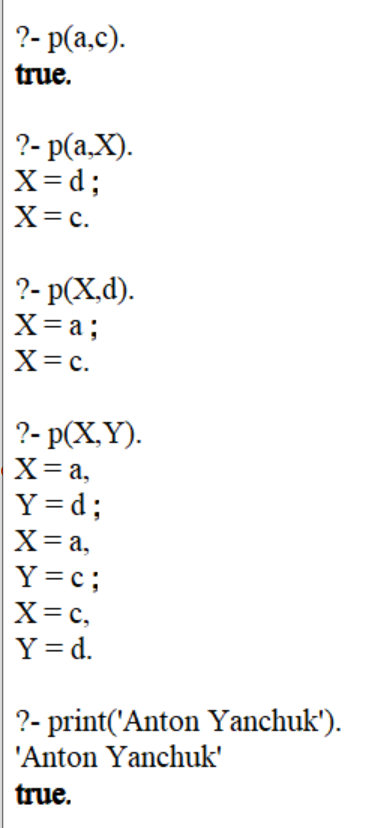 ?- p(a,c).
true.
?- p(a,X).
X = d ;
X = c.
?- p(X,d).
X = a ;
X = c.
?- p(X,Y).
X = a,
Y = d ;
X = a,
Y = c ;
X = c,
Y = d.
?- print('Anton Yanchuk').
'Anton Yanchuk'
true.